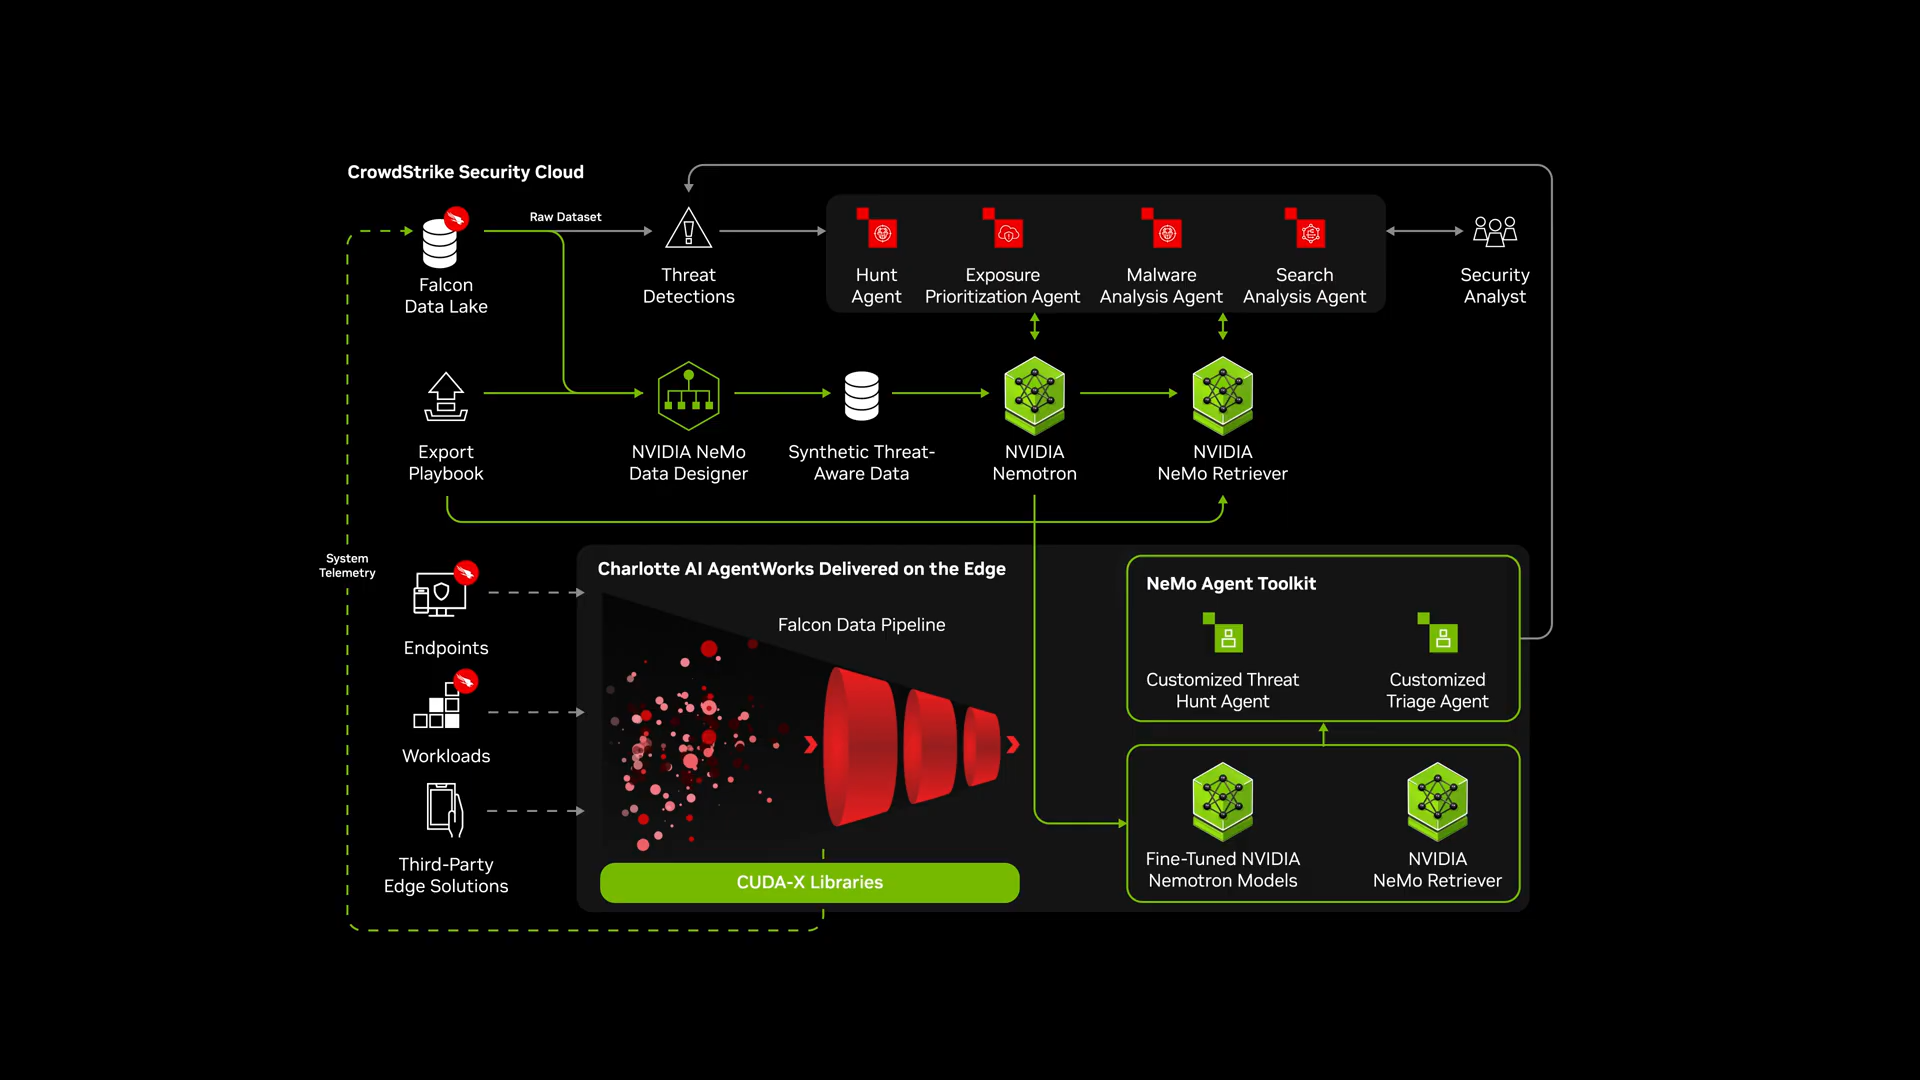 CrowdStrike Security Cloud
Raw Dataset
Falcon
Data Lake
Threat
Detections
Hunt
Agent
Exposure
Prioritization Agent
Malware
Analysis Agent
Search
Analysis Agent
Security
Analyst
Export
Playbook
NVIDIA NeMo
Data Designer
Synthetic Threat-
Aware Data
NVIDIA
Nemotron
NVIDIA
NeMo Retriever
System
Telemetry
Endpoints
Workloads
Third-Party
Edge Solutions
Charlotte AI AgentWorks Delivered on the Edge
Falcon Data Pipeline
CUDA-X Libraries
NeMo Agent Toolkit
Customized Threat
Hunt Agent
Customized
Triage Agent
Fine-Tuned NVIDIA
Nemotron Models
NVIDIA
NeMo Retriever